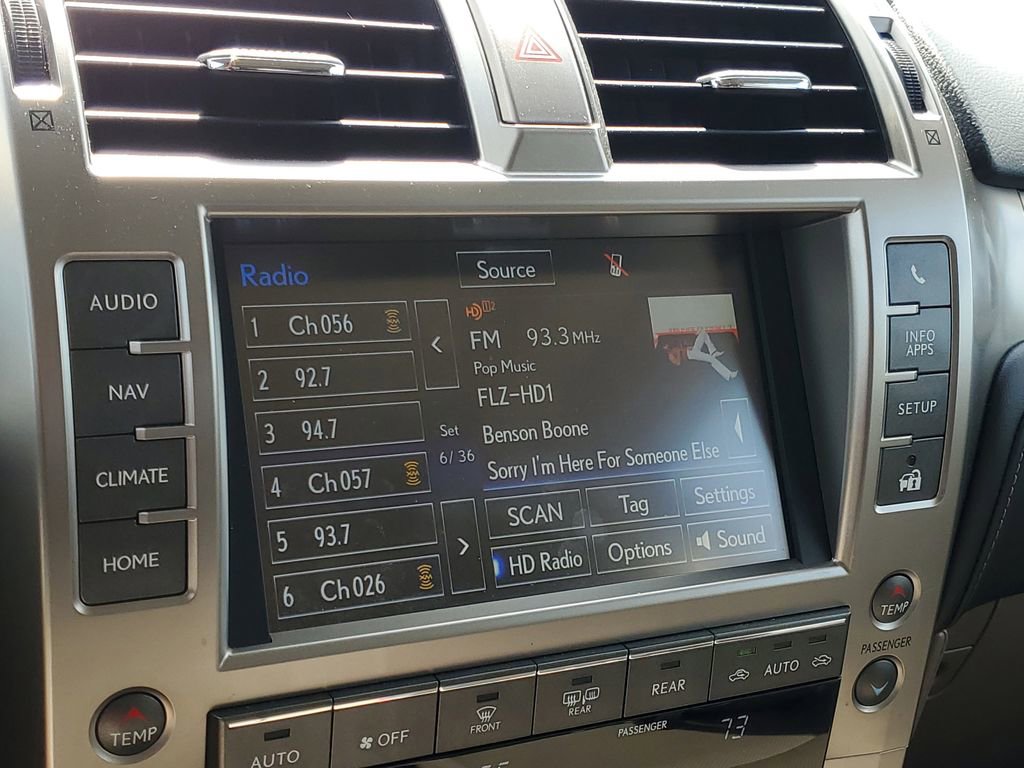 Radio
Source
AUDIO
NAV
CLIMATE
HOME
1 Ch056
2 92.7
3 94.7
4 Ch057
5 93.7
6 Ch026
Set
6/36
HD 12
FM 93.3MHz
Pop Music
FLZ-HD1
Benson Boone
Sorry I'm Here For Someone Else
SCAN
Tag
Settings
HD Radio
Options
Sound
INFO
APPS
SETUP
TEMP
PASSENGER
TEMP
AUTO
OFF
FRONT
REAR
REAR
AUTO
PASSENGER
73